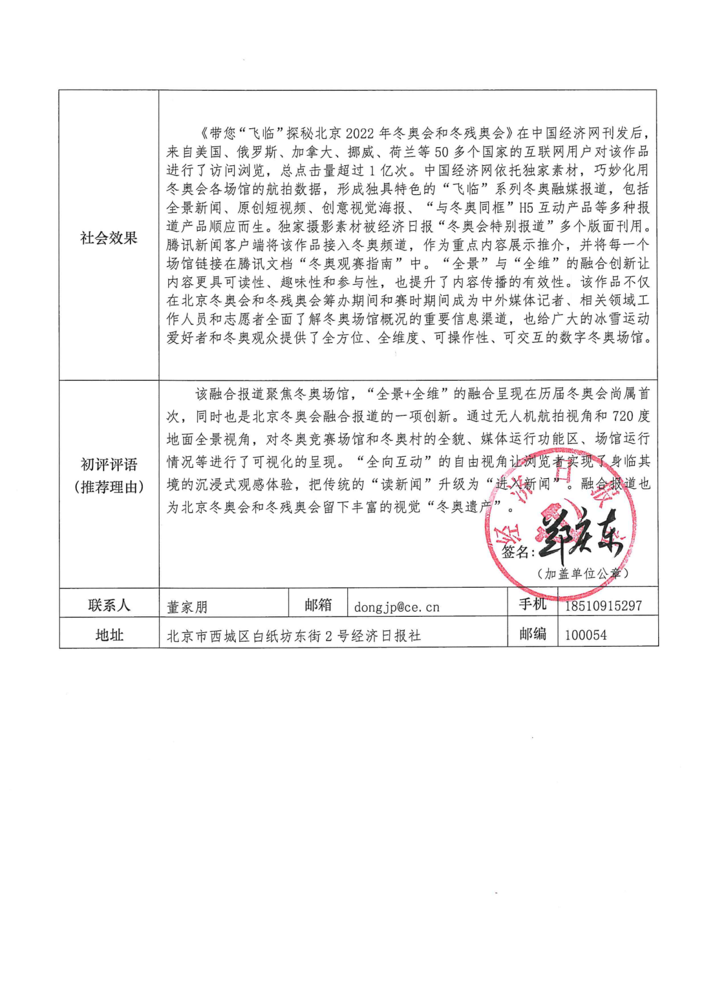 社会效果
《带您“飞临”探秘北京 2022 年冬奥会和冬残奥会》在中国经济网刊发后，
来自美国、俄罗斯、加拿大、挪威、荷兰等 50 多个国家的互联网用户对该作品
进行了访问浏览，总点击量超过 1 亿次。中国经济网依托独家素材，巧妙化用
冬奥会各场馆的航拍数据，形成独具特色的“飞临”系列冬奥融媒报道，包括
全景新闻、原创短视频、创意视觉海报、“与冬奥同框”H5 互动产品等多种报
道产品顺应而生。独家摄影素材被经济日报“冬奥会特别报道”多个版面刊用。
腾讯新闻客户端将该作品接入冬奥频道，作为重点内容展示推介，并将每一个
场馆链接在腾讯文档“冬奥观赛指南”中。“全景”与“全维”的融合创新让
内容更具可读性、趣味性和参与性，也提升了内容传播的有效性。该作品不仅
在北京冬奥会和冬残奥会筹办期间和赛时期间成为中外媒体记者、相关领域工
作人员和志愿者全面了解冬奥场馆概况的重要信息渠道，也给广大的冰雪运动
爱好者和冬奥观众提供了全方位、全维度、可操作性、可交互的数字冬奥场馆。
初评评语
（推荐理由）
该融合报道聚焦冬奥场馆，“全景+全维”的融合呈现在历届冬奥会尚属首
次，同时也是北京冬奥会融合报道的一项创新。通过无人机航拍视角和 720 度
地面全景视角，对冬奥竞赛场馆和冬奥村的全貌、媒体运行功能区、场馆运行
情况等进行了可视化的呈现。“全向互动”的自由视角让浏览者实现了身临其
境的沉浸式观感体验，把传统的“读新闻”升级为“进入新闻”。融合报道也
为北京冬奥会和冬残奥会留下丰富的视觉“冬奥遗产”。
经济日报
签名：郑庆东
（加盖单位公章）
联系人 董家朋 邮箱 dongjp@ce.cn 手机 18510915297
地址 北京市西城区白纸坊东街 2 号经济日报社 邮编 100054